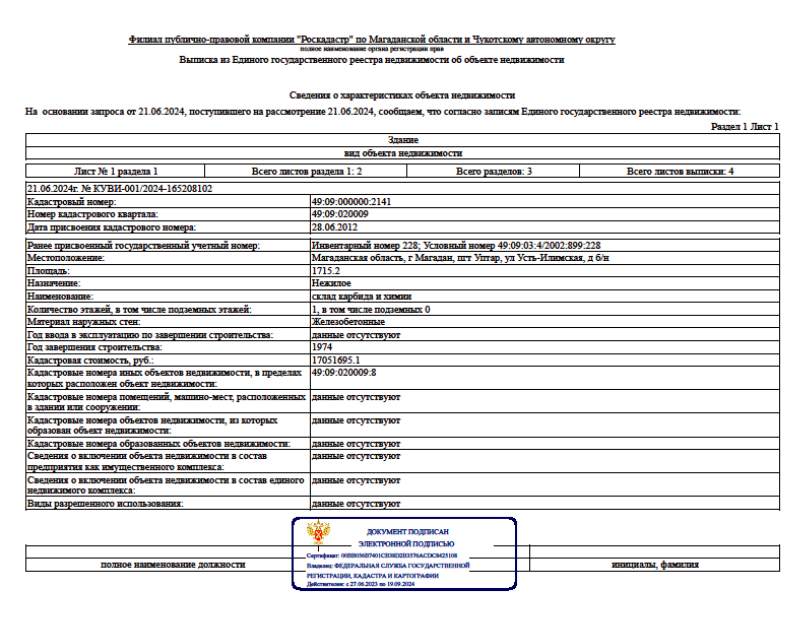 Филиал публично-правовой компании "Роскадастр" по Магаданской области и Чукотскому автономному округу
полное наименование органа регистрации прав
Выписка из Единого государственного реестра недвижимости об объекте недвижимости
Сведения о характеристиках объекта недвижимости
На основании запроса от 21.06.2024, поступившего на рассмотрение 21.06.2024, сообщаем, что согласно записям Единого государственного реестра недвижимости:
Раздел 1 Лист 1
Здание
вид объекта недвижимости
Лист № 1 раздела 1 Всего листов раздела 1: 2 Всего разделов: 3 Всего листов выписки: 4
21.06.2024г. № КУВИ-001/2024-165208102
Кадастровый номер: 49:09:000000:2141
Номер кадастрового квартала: 49:09:020009
Дата присвоения кадастрового номера: 28.06.2012
Ранее присвоенный государственный учетный номер: Инвентарный номер 228; Условный номер 49:09:03:4/2002:899:228
Местоположение: Магаданская область, г Магадан, пгт Уптар, ул Усть-Илимская, д б/н
Площадь: 1715.2
Назначение: Нежилое
Наименование: склад карбида и химии
Количество этажей, в том числе подземных этажей: 1, в том числе подземных 0
Материал наружных стен: Железобетонные
Год ввода в эксплуатацию по завершении строительства: данные отсутствуют
Год завершения строительства: 1974
Кадастровая стоимость, руб.: 17051695.1
Кадастровые номера иных объектов недвижимости, в пределах 49:09:020009:8
которых расположен объект недвижимости:
Кадастровые номера помещений, машино-мест, расположенных данные отсутствуют
в здании или сооружении:
Кадастровые номера объектов недвижимости, из которых данные отсутствуют
образован объект недвижимости:
Кадастровые номера образованных объектов недвижимости: данные отсутствуют
Сведения о включении объекта недвижимости в состав данные отсутствуют
предприятия как имущественного комплекса:
Сведения о включении объекта недвижимости в состав единого данные отсутствуют
недвижимого комплекса:
Виды разрешенного использования: данные отсутствуют
ДОКУМЕНТ ПОДПИСАН
ЭЛЕКТРОННОЙ ПОДПИСЬЮ
Сертификат:
Владелец: ФЕДЕРАЛЬНАЯ СЛУЖБА ГОСУДАРСТВЕННОЙ
РЕГИСТРАЦИИ, КАДАСТРА И КАРТОГРАФИИ
Действителен: с 27.06.2023 по 19.09.2024
полное наименование должности инициалы, фамилия